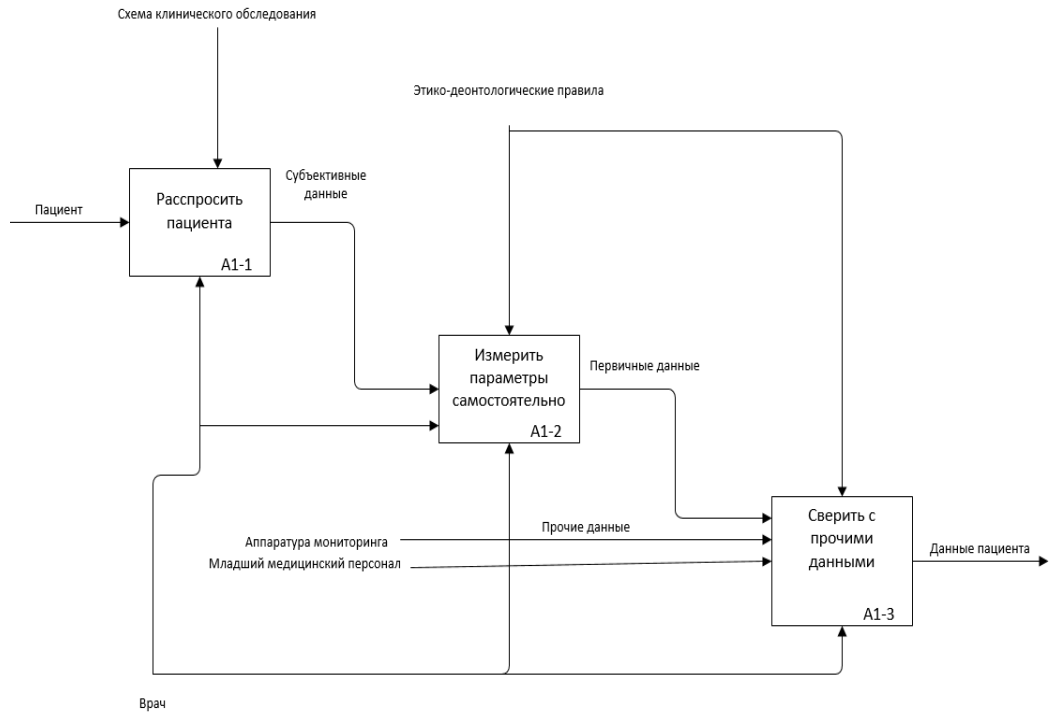 Схема клинического обследования
Этико-деонтологические правила
Пациент
Расспросить
пациента
A1-1
Субъективные
данные
Измерить
параметры
самостоятельно
A1-2
Первичные данные
Прочие данные
Аппаратура мониторинга
Младший медицинский персонал
Сверить с
прочими
данными
A1-3
Данные пациента
Врач